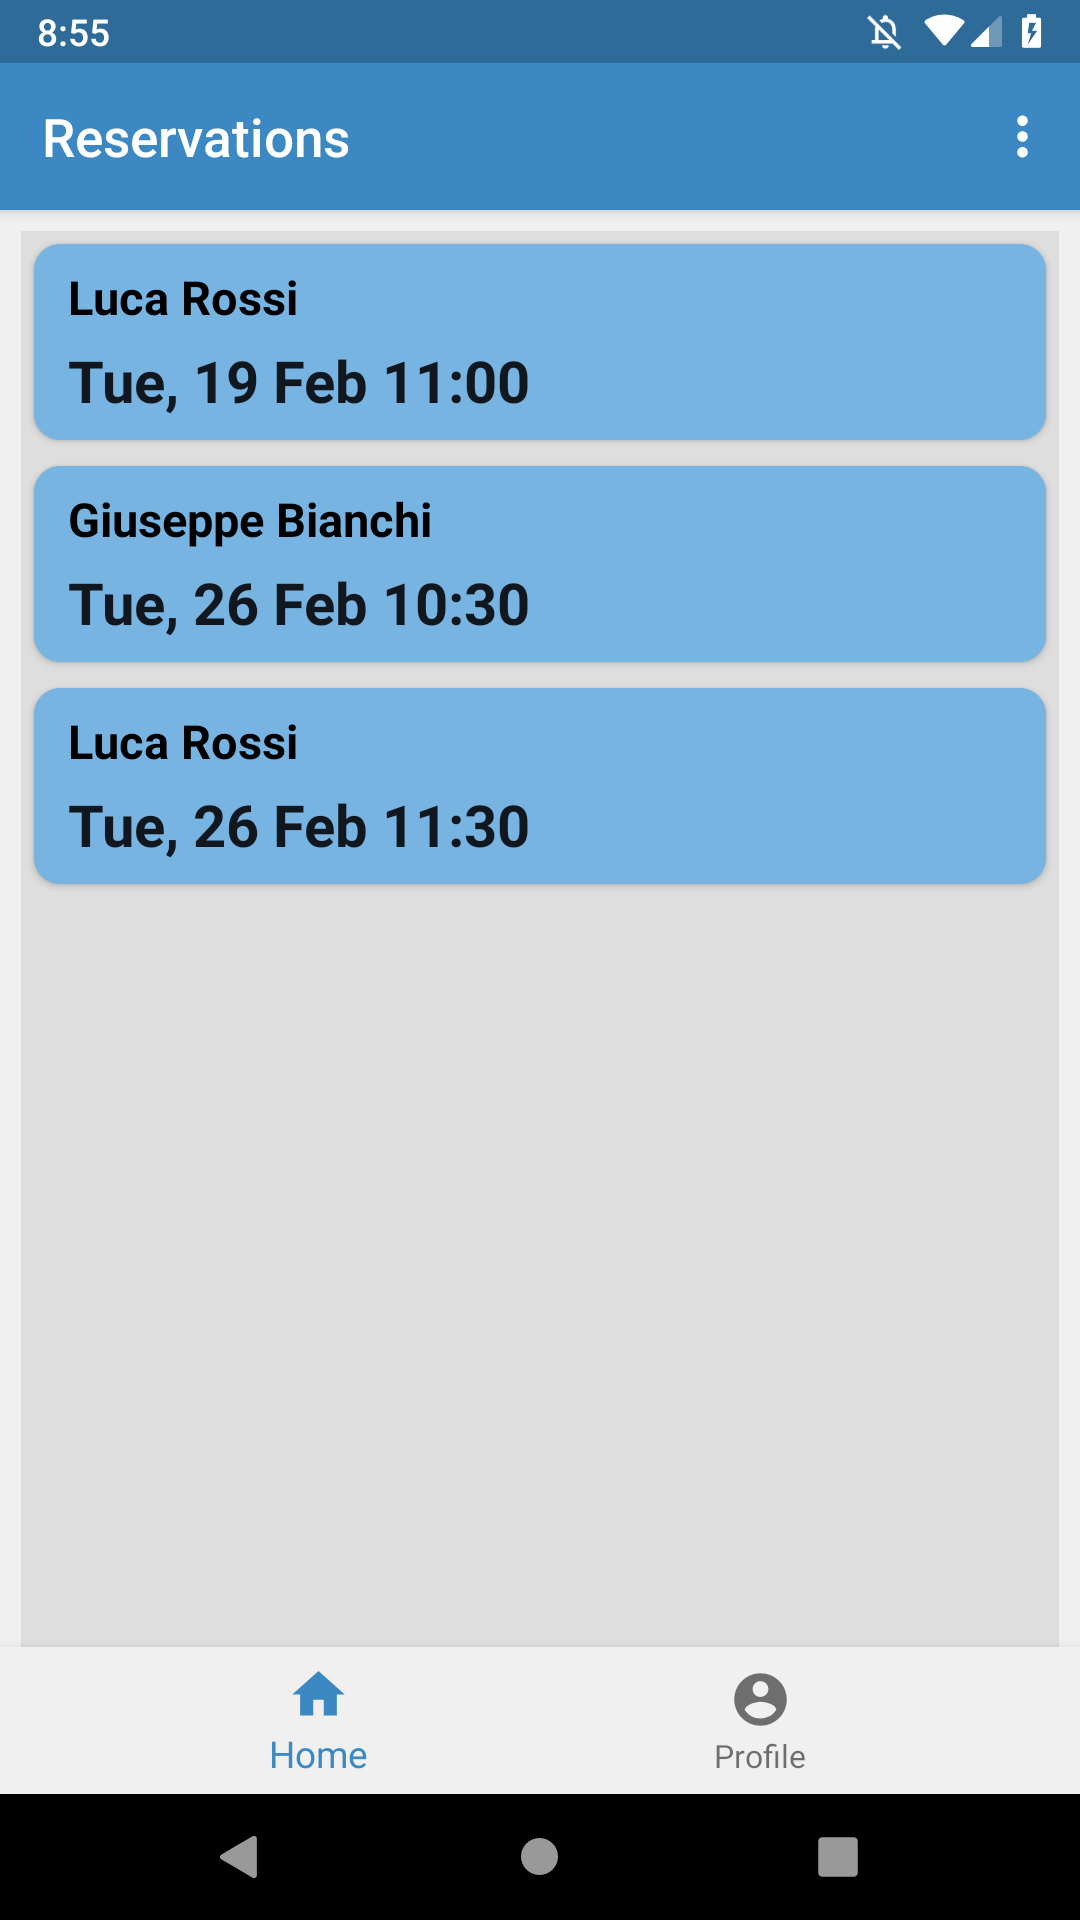 8:55
Reservations
Luca Rossi
Tue, 19 Feb 11:00
Giuseppe Bianchi
Tue, 26 Feb 10:30
Luca Rossi
Tue, 26 Feb 11:30
Home
Profile